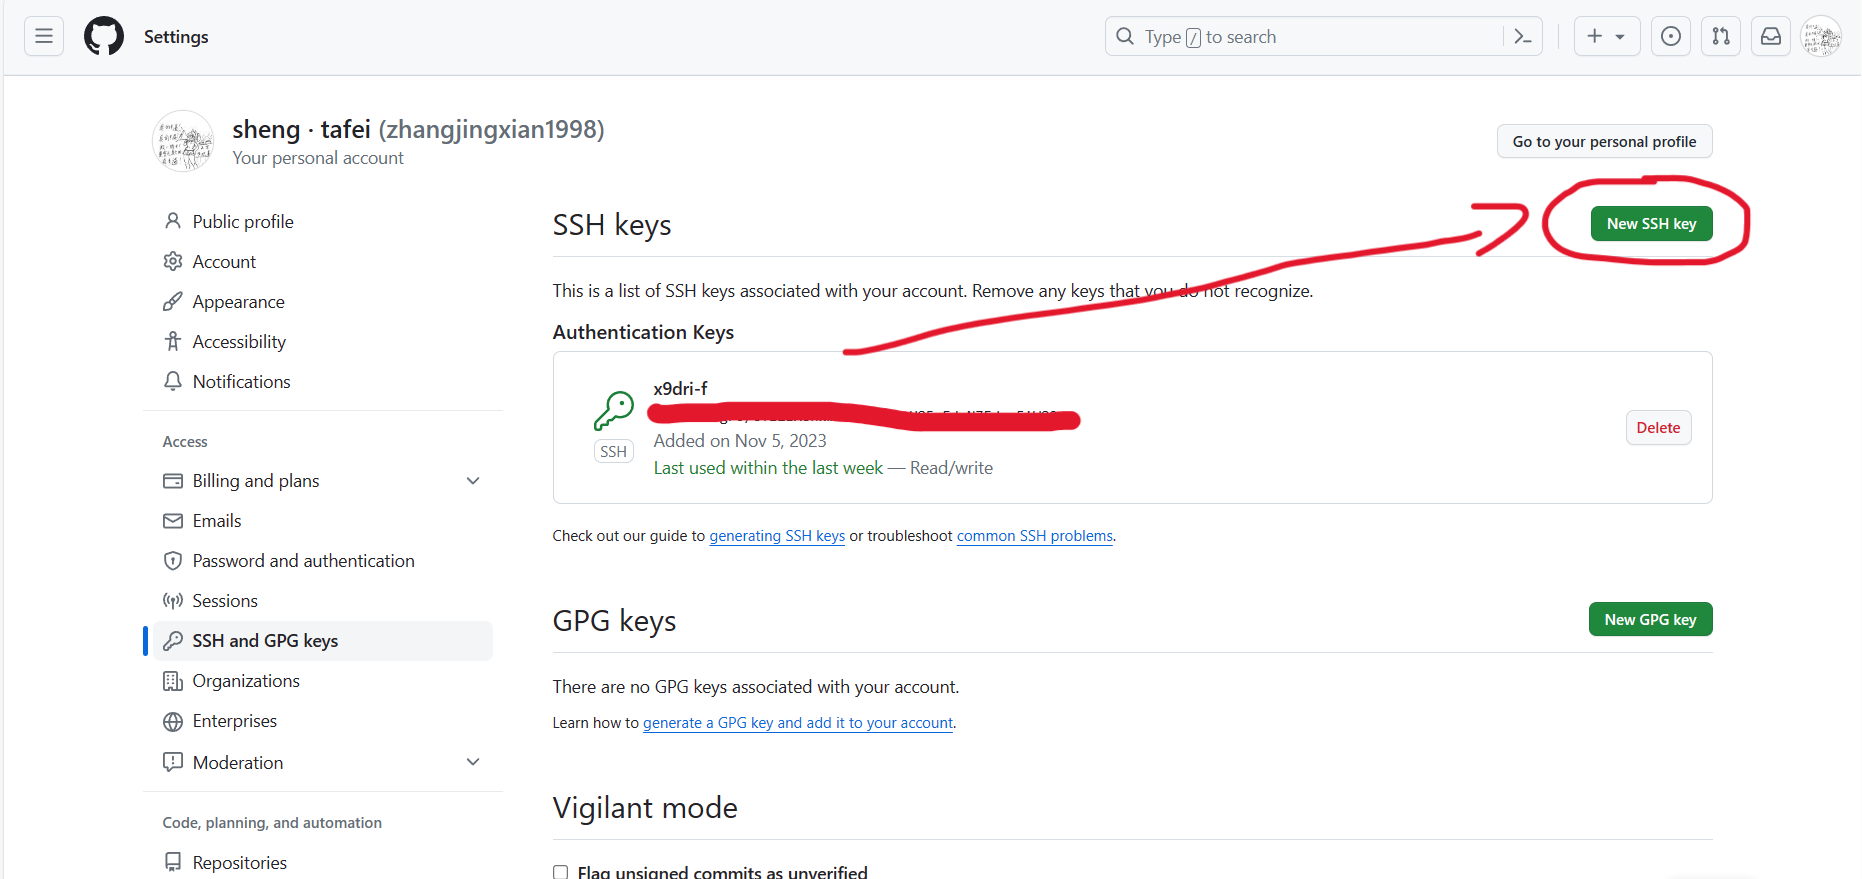 Settings
Type / to search
sheng · tafei (zhangjingxian1998)
Your personal account
Go to your personal profile
Public profile
Account
Appearance
Accessibility
Notifications
Access
Billing and plans
Emails
Password and authentication
Sessions
SSH and GPG keys
Organizations
Enterprises
Moderation
Code, planning, and automation
Repositories
SSH keys
New SSH key
This is a list of SSH keys associated with your account. Remove any keys that you do not recognize.
Authentication Keys
x9dri-f
SSH
Added on Nov 5, 2023
Last used within the last week — Read/write
Delete
Check out our guide to generating SSH keys or troubleshoot common SSH problems.
GPG keys
New GPG key
There are no GPG keys associated with your account.
Learn how to generate a GPG key and add it to your account.
Vigilant mode
Flag unsigned commits as unverified